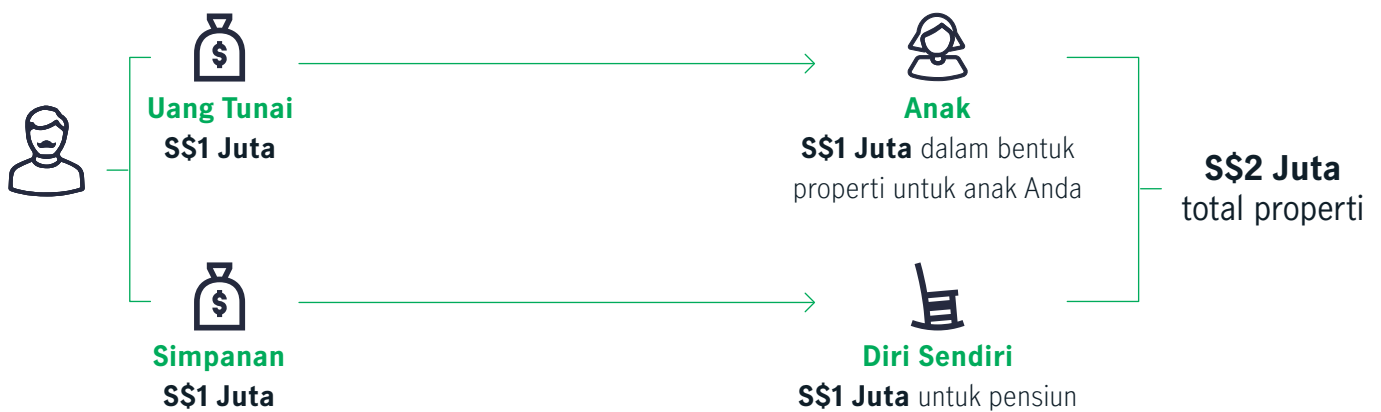 Uang Tunai
S$1 Juta
Anak
S$1 Juta dalam bentuk
properti untuk anak Anda
S$2 Juta
total properti
Simpanan
S$1 Juta
Diri Sendiri
S$1 Juta untuk pensiun